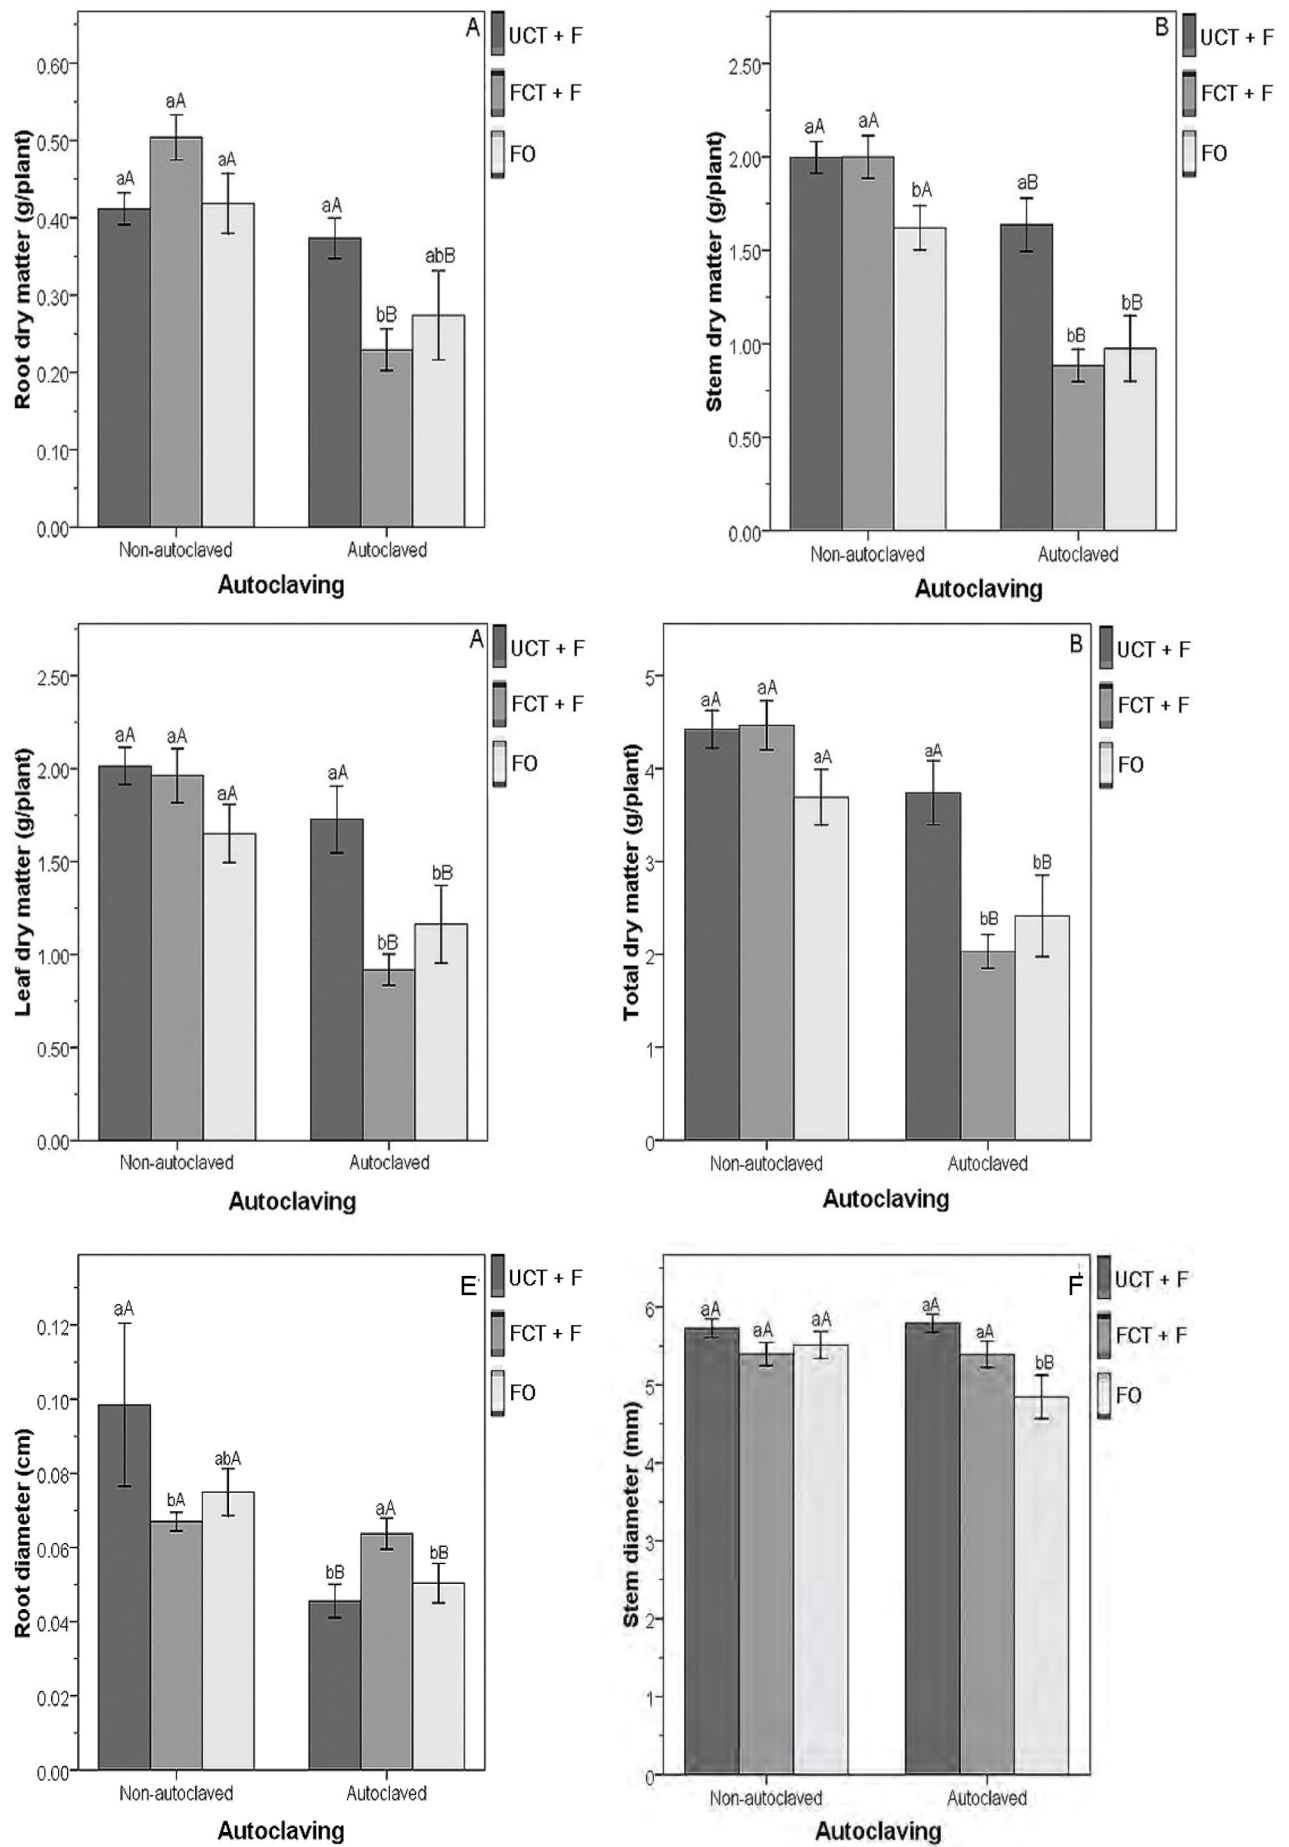 A
UCT + F
FCT + F
FO
Root dry matter (g/plant)
0.60
0.50
0.40
0.30
0.20
0.10
0.00
aA
aA
aA
aA
bB
abB
Non-autoclaved
Autoclaved
Autoclaving
B
UCT + F
FCT + F
FO
Stem dry matter (g/plant)
2.50
2.00
1.50
1.00
0.50
0.00
aA
aA
bA
aB
bB
bB
Non-autoclaved
Autoclaved
Autoclaving
A
UCT + F
FCT + F
FO
Leaf dry matter (g/plant)
2.50
2.00
1.50
1.00
0.50
0.00
aA
aA
aA
aA
bB
bB
Non-autoclaved
Autoclaved
Autoclaving
B
UCT + F
FCT + F
FO
Total dry matter (g/plant)
5
4
3
2
1
0
aA
aA
aA
aA
bB
bB
Non-autoclaved
Autoclaved
Autoclaving
E
UCT + F
FCT + F
FO
Root diameter (cm)
0.12
0.10
0.08
0.06
0.04
0.02
0.00
aA
bA
abA
bB
aA
bB
Non-autoclaved
Autoclaved
Autoclaving
F
UCT + F
FCT + F
FO
Stem diameter (mm)
6
5
4
3
2
1
0
aA
aA
aA
aA
aA
bB
Non-autoclaved
Autoclaved
Autoclaving